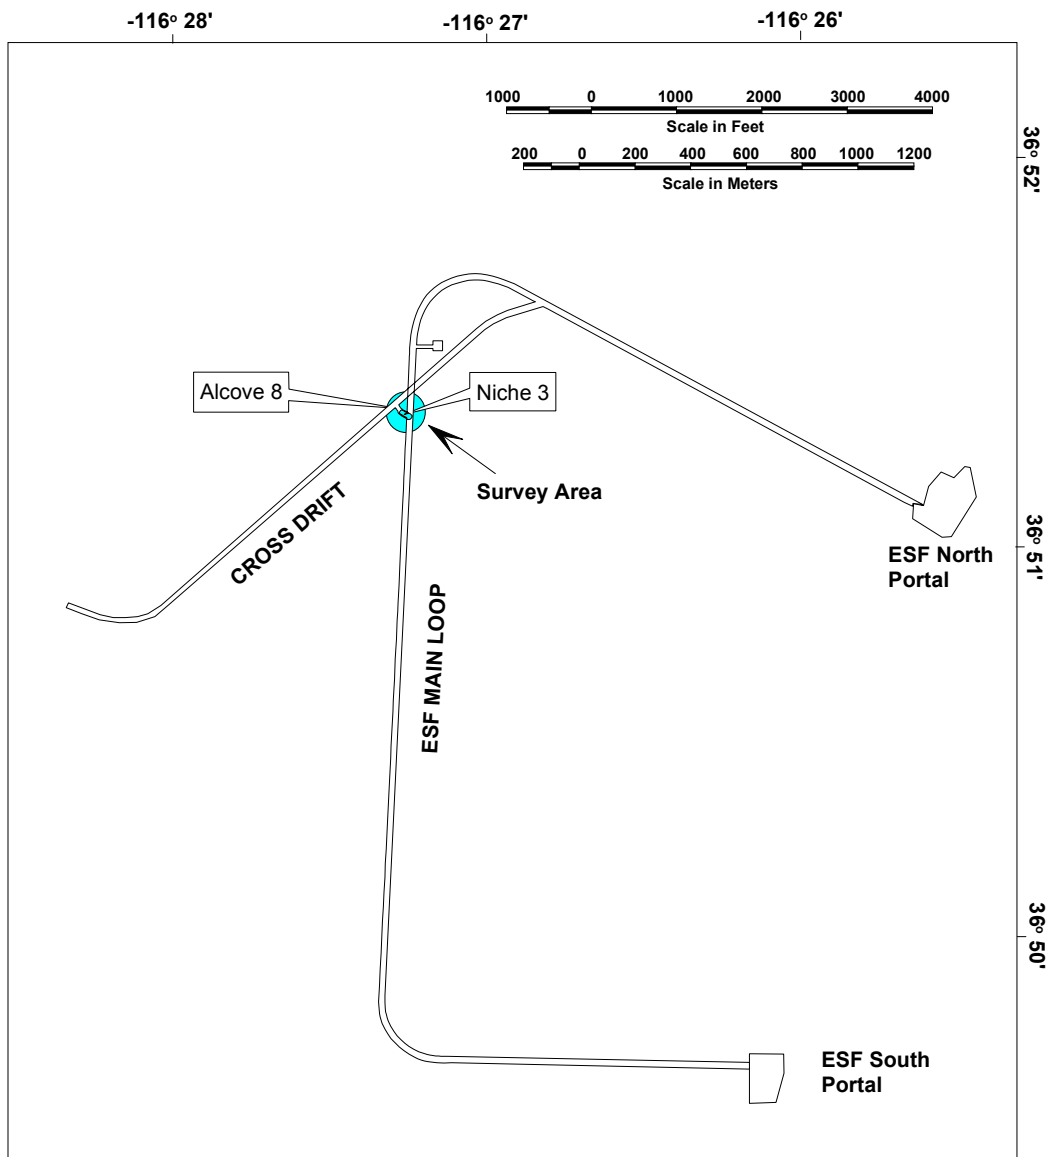 -116° 28' -116° 27' -116° 26'
1000 0 1000 2000 3000 4000
Scale in Feet
200 0 200 400 600 800 1000 1200
Scale in Meters
36° 52'
Alcove 8
Niche 3
Survey Area
CROSS DRIFT
ESF North
Portal
36° 51'
ESF MAIN LOOP
36° 50'
ESF South
Portal